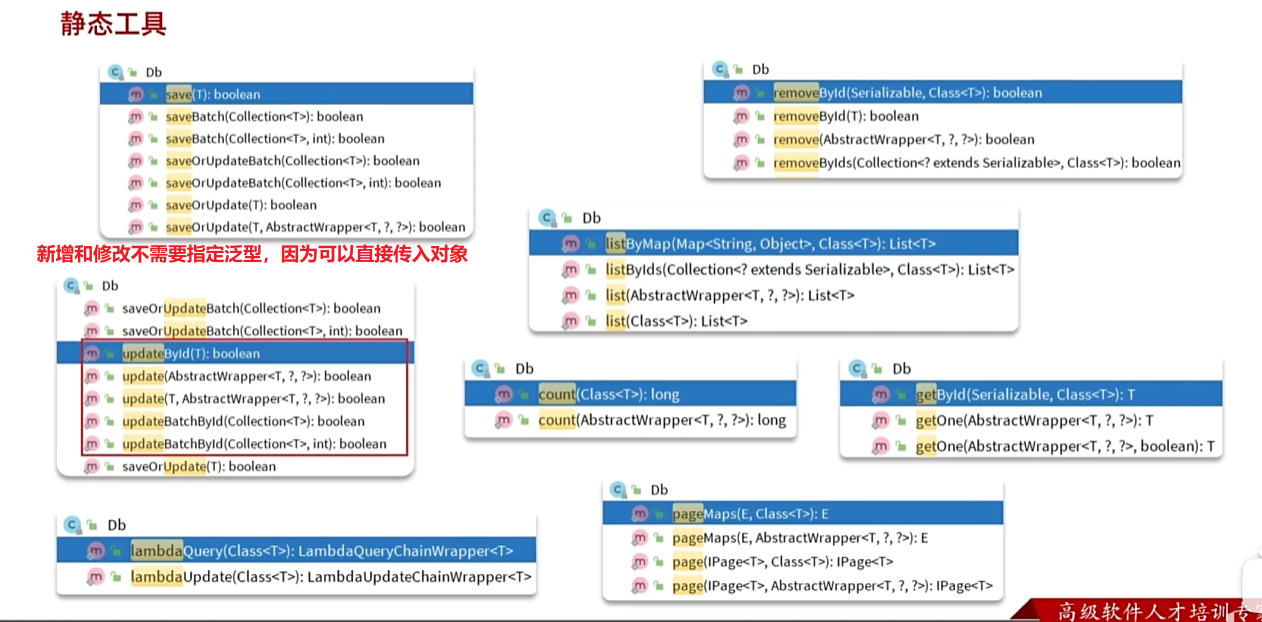 静态工具
Db
save(T): boolean
saveBatch(Collection<T>): boolean
saveBatch(Collection<T>, int): boolean
saveOrUpdateBatch(Collection<T>): boolean
saveOrUpdateBatch(Collection<T>, int): boolean
saveOrUpdate(T): boolean
saveOrUpdate(T, AbstractWrapper<T, ?, ?>): boolean
Db
removeById(Serializable, Class<T>): boolean
removeById(T): boolean
remove(AbstractWrapper<T, ?, ?>): boolean
removeByIds(Collection<? extends Serializable>, Class<T>): boolean
新增和修改不需要指定泛型，因为可以直接传入对象
Db
listByMap(Map<String, Object>, Class<T>): List<T>
listByIds(Collection<? extends Serializable>, Class<T>): List<T>
list(AbstractWrapper<T, ?, ?>): List<T>
list(Class<T>): List<T>
Db
saveOrUpdateBatch(Collection<T>): boolean
saveOrUpdateBatch(Collection<T>, int): boolean
updateById(T): boolean
update(AbstractWrapper<T, ?, ?>): boolean
update(T, AbstractWrapper<T, ?, ?>): boolean
updateBatchById(Collection<T>): boolean
updateBatchById(Collection<T>, int): boolean
saveOrUpdate(T): boolean
Db
count(Class<T>): long
count(AbstractWrapper<T, ?, ?>): long
Db
getById(Serializable, Class<T>): T
getOne(AbstractWrapper<T, ?, ?>): T
getOne(AbstractWrapper<T, ?, ?>, boolean): T
Db
lambdaQuery(Class<T>): LambdaQueryChainWrapper<T>
lambdaUpdate(Class<T>): LambdaUpdateChainWrapper<T>
Db
pageMaps(E, Class<T>): E
pageMaps(E, AbstractWrapper<T, ?, ?>): E
page(IPage<T>, Class<T>): IPage<T>
page(IPage<T>, AbstractWrapper<T, ?, ?>): IPage<T>
高级软件人才培训专家